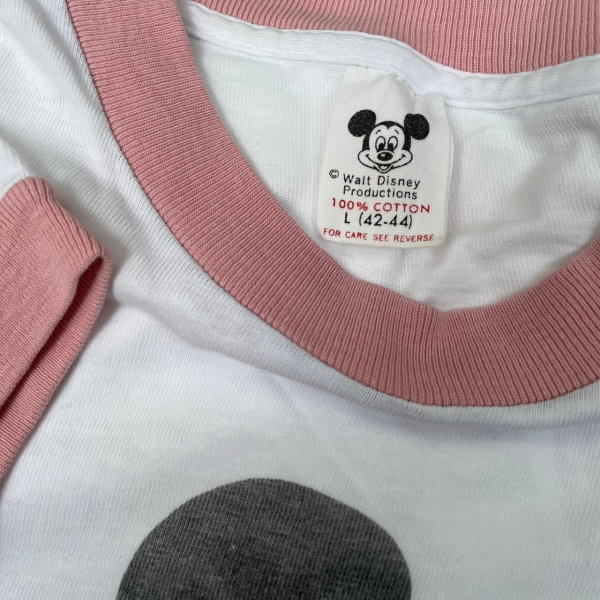 © Walt Disney
Productions
100% COTTON
L (42-44)
FOR CARE SEE REVERSE